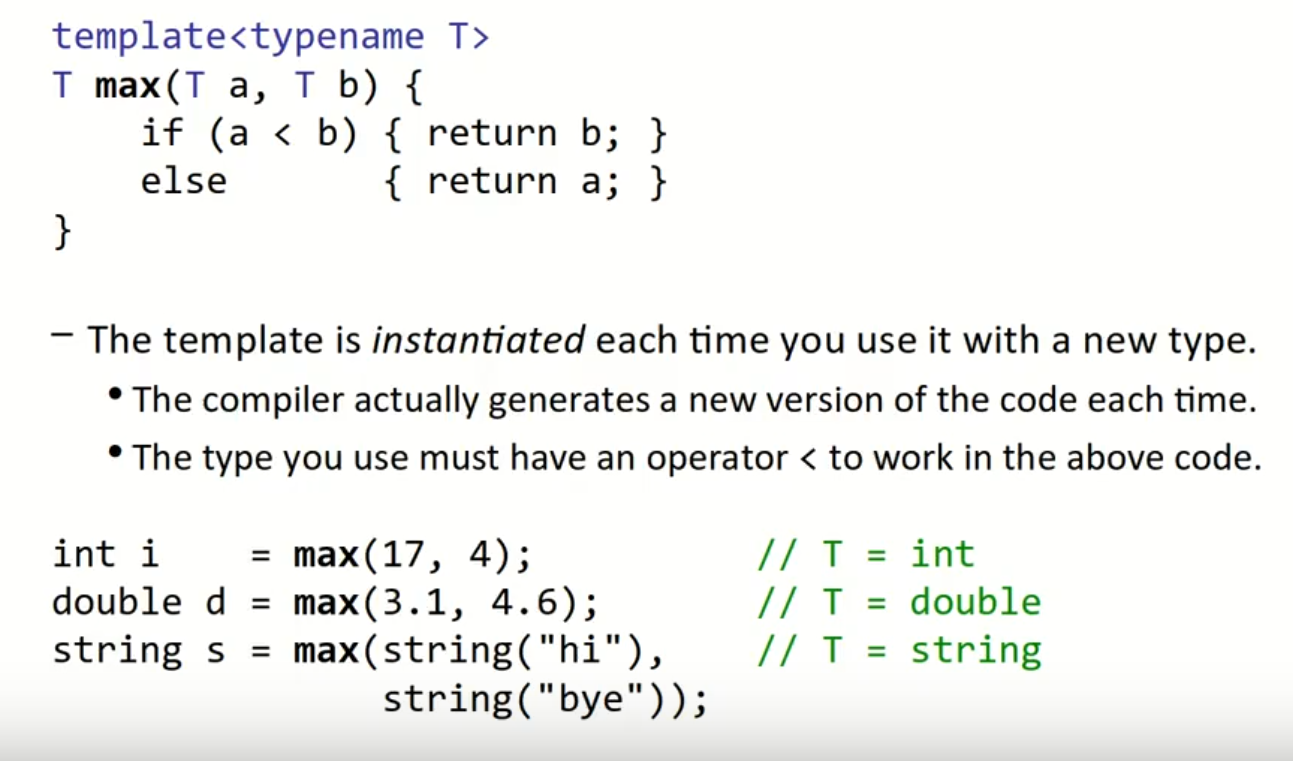 template<typename T>
T max(T a, T b) {
    if (a < b) { return b; }
    else       { return a; }
}
– The template is instantiated each time you use it with a new type.
• The compiler actually generates a new version of the code each time.
• The type you use must have an operator < to work in the above code.
int i    = max(17, 4);          // T = int
double d = max(3.1, 4.6);       // T = double
string s = max(string("hi"),    // T = string
               string("bye"));